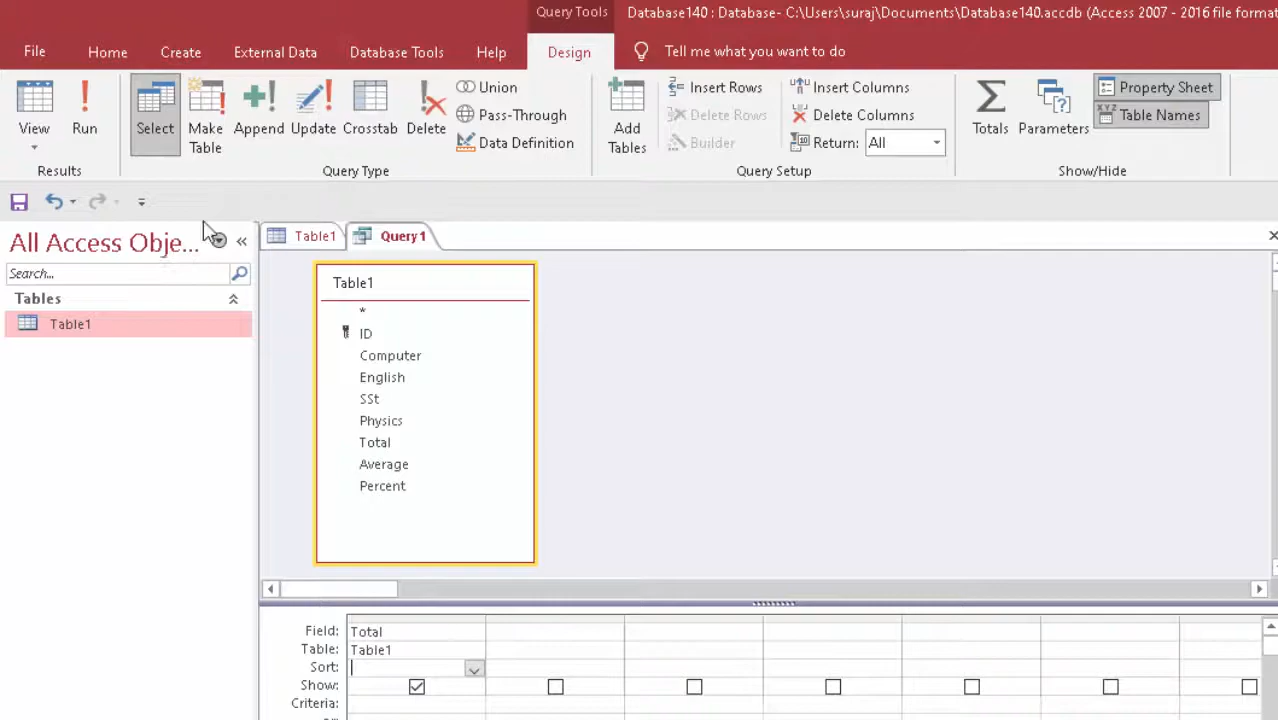 Query Tools
Database140 : Database- C:\Users\suraj\Documents\Database140.accdb (Access 2007 - 2016 file format
File Home Create External Data Database Tools Help Design Tell me what you want to do
View
Run
Select
Make Table
Append
Update
Crosstab
Delete
Union
Pass-Through
Data Definition
Add Tables
Insert Rows
Delete Rows
Builder
Insert Columns
Delete Columns
Return: All
Totals
Parameters
Property Sheet
XYZ Table Names
Results
Query Type
Query Setup
Show/Hide
All Access Obje...
Search...
Tables
Table1
Table1
Query1
Table1
*
ID
Computer
English
SSt
Physics
Total
Average
Percent
Field: Total
Table: Table1
Sort:
Show:
Criteria: